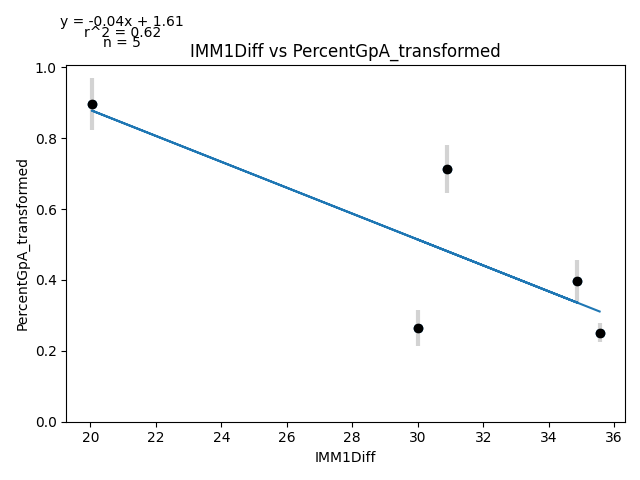 y = -0.04x + 1.61
r^2 = 0.62
n = 5
IMM1Diff vs PercentGpA_transformed
1.0
0.8
0.6
0.4
0.2
0.0
PercentGpA_transformed
20
22
24
26
28
30
32
34
36
IMM1Diff